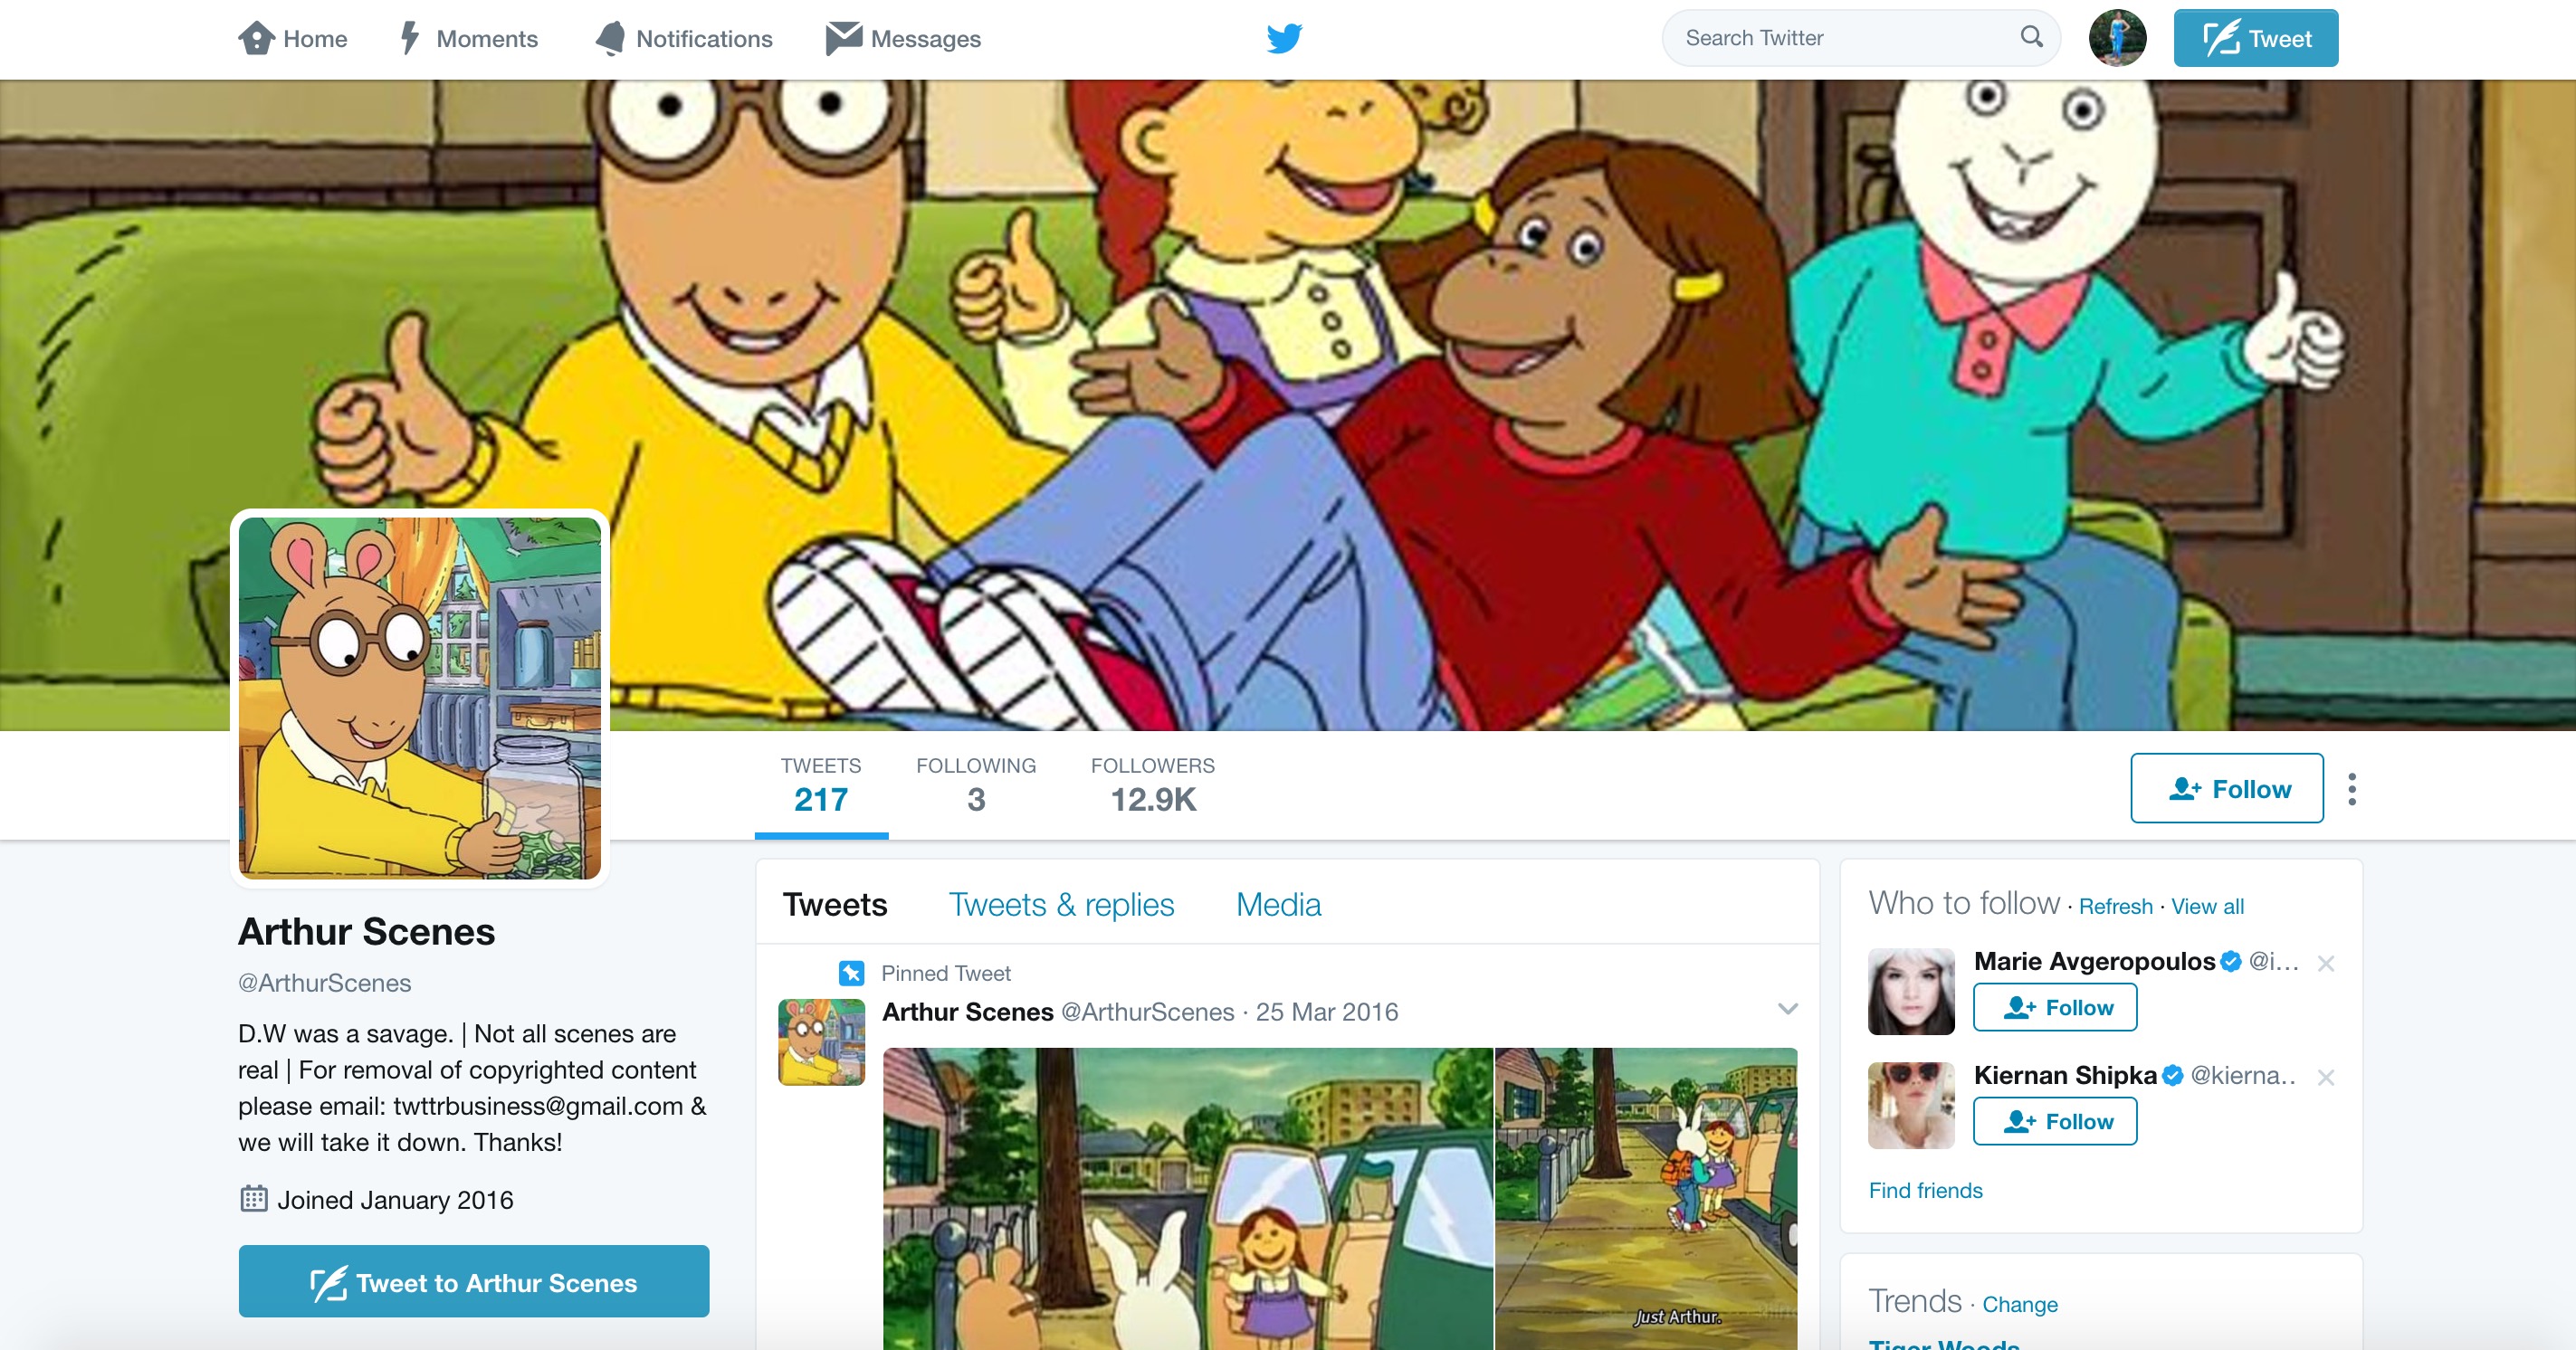 Home
Moments
Notifications
Messages
Search Twitter
Tweet
TWEETS
217
FOLLOWING
3
FOLLOWERS
12.9K
Follow
Arthur Scenes
@ArthurScenes
D.W was a savage. | Not all scenes are
real | For removal of copyrighted content
please email: twttrbusiness@gmail.com &
we will take it down. Thanks!
Joined January 2016
Tweet to Arthur Scenes
Tweets
Tweets & replies
Media
Pinned Tweet
Arthur Scenes @ArthurScenes · 25 Mar 2016
Just Arthur.
Who to follow · Refresh · View all
Marie Avgeropoulos @i...
Follow
Kiernan Shipka @kierna..
Follow
Find friends
Trends · Change
Tiger Woods